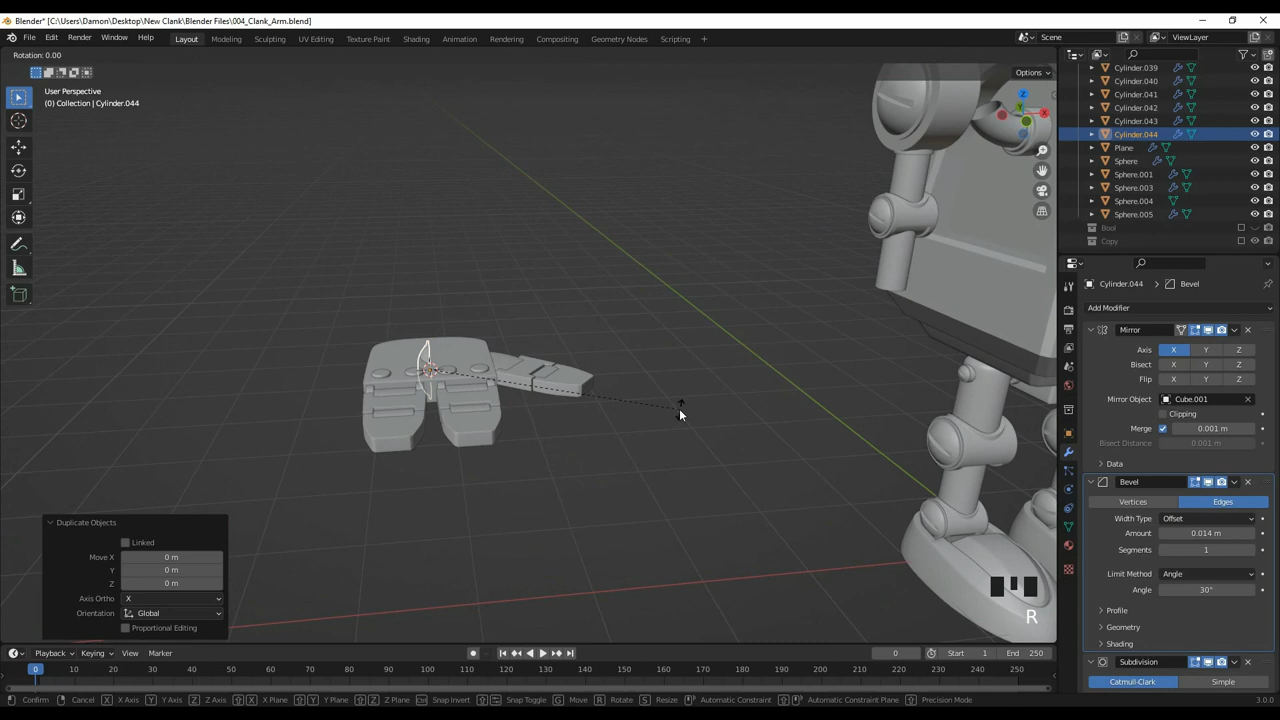 Blender* [C:\Users\Damon\Desktop\New Clank\Blender Files\004_Clank_Arm.blend]
File Edit Render Window Help Layout Modeling Sculpting UV Editing Texture Paint Shading Animation Rendering Compositing Geometry Nodes Scripting + Scene ViewLayer
Rotation: 0.00
Options
User Perspective
(0) Collection | Cylinder.044
Z
Y
X
Cylinder.039
Cylinder.040
Cylinder.041
Cylinder.042
Cylinder.043
Cylinder.044
Plane
Sphere
Sphere.001
Sphere.003
Sphere.004
Sphere.005
Bool
Copy
Cylinder.044 > Bevel
Add Modifier
Mirror
Axis X Y Z
Bisect X Y Z
Flip X Y Z
Mirror Object Cube.001
Clipping
Merge 0.001 m
Bisect Distance 0.001 m
Data
Bevel
Vertices Edges
Width Type Offset
Amount 0.014 m
Segments 1
Limit Method Angle
Angle 30°
Profile
Geometry
Shading
Subdivision
Catmull-Clark Simple
Duplicate Objects
Linked
Move X 0 m
Y 0 m
Z 0 m
Axis Ortho X
Orientation Global
Proportional Editing
R
Playback Keying View Marker 0 Start 1 End 250
0 10 20 30 40 50 60 70 80 90 100 110 120 130 140 150 160 170 180 190 200 210 220 230 240 250
Confirm Cancel X X Axis Y Y Axis Z Z Axis X X Plane Y Y Plane Z Z Plane Ctrl Snap Invert Snap Toggle G Move R Rotate S Resize Automatic Constraint Automatic Constraint Plane Precision Mode 3.0.0